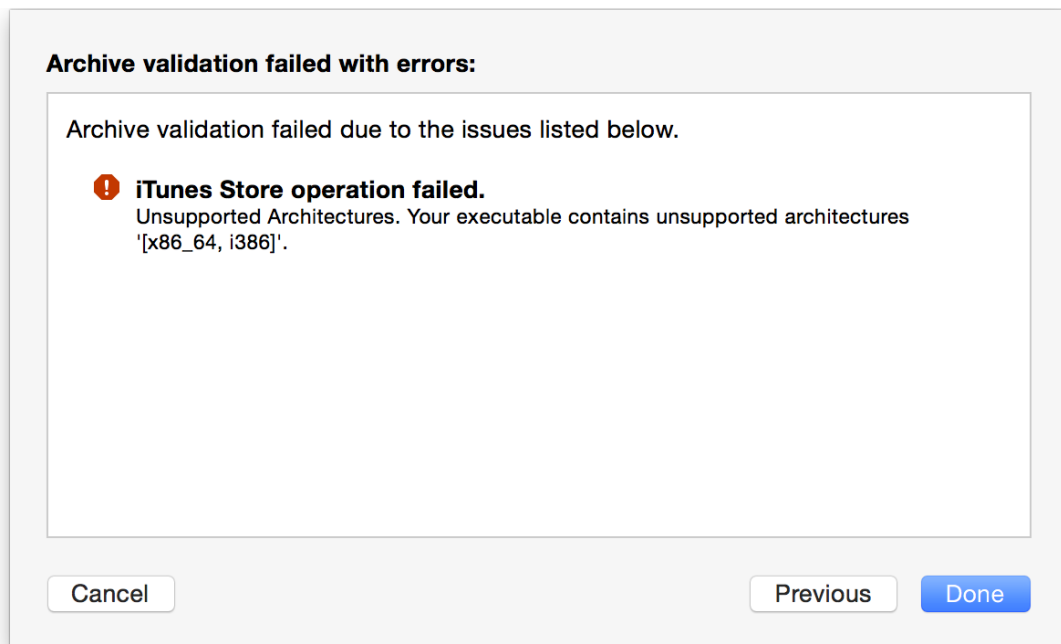 Archive validation failed with errors:
Archive validation failed due to the issues listed below.
iTunes Store operation failed.
Unsupported Architectures. Your executable contains unsupported architectures
'[x86_64, i386]'.
Cancel
Previous
Done